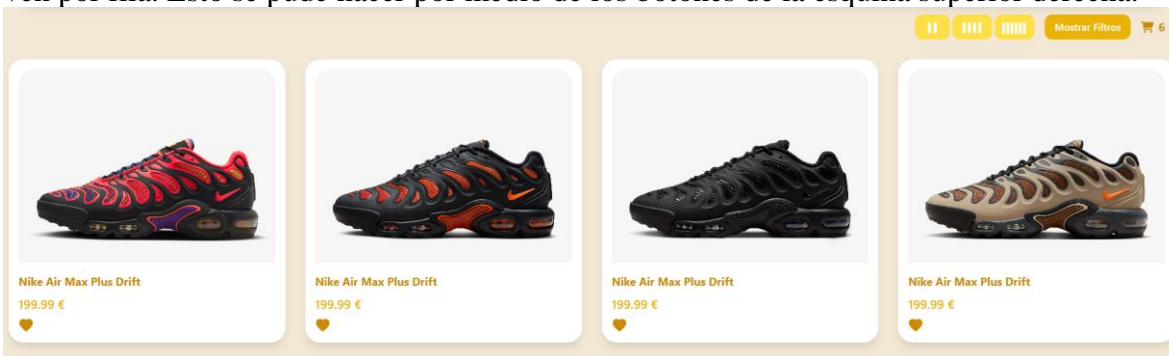 ven por fila. Esto se pude hacer por medio de los botones de la esquina superior derecha.
Mostrar Filtros 6
Nike Air Max Plus Drift
199.99 €
Nike Air Max Plus Drift
199.99 €
Nike Air Max Plus Drift
199.99 €
Nike Air Max Plus Drift
199.99 €